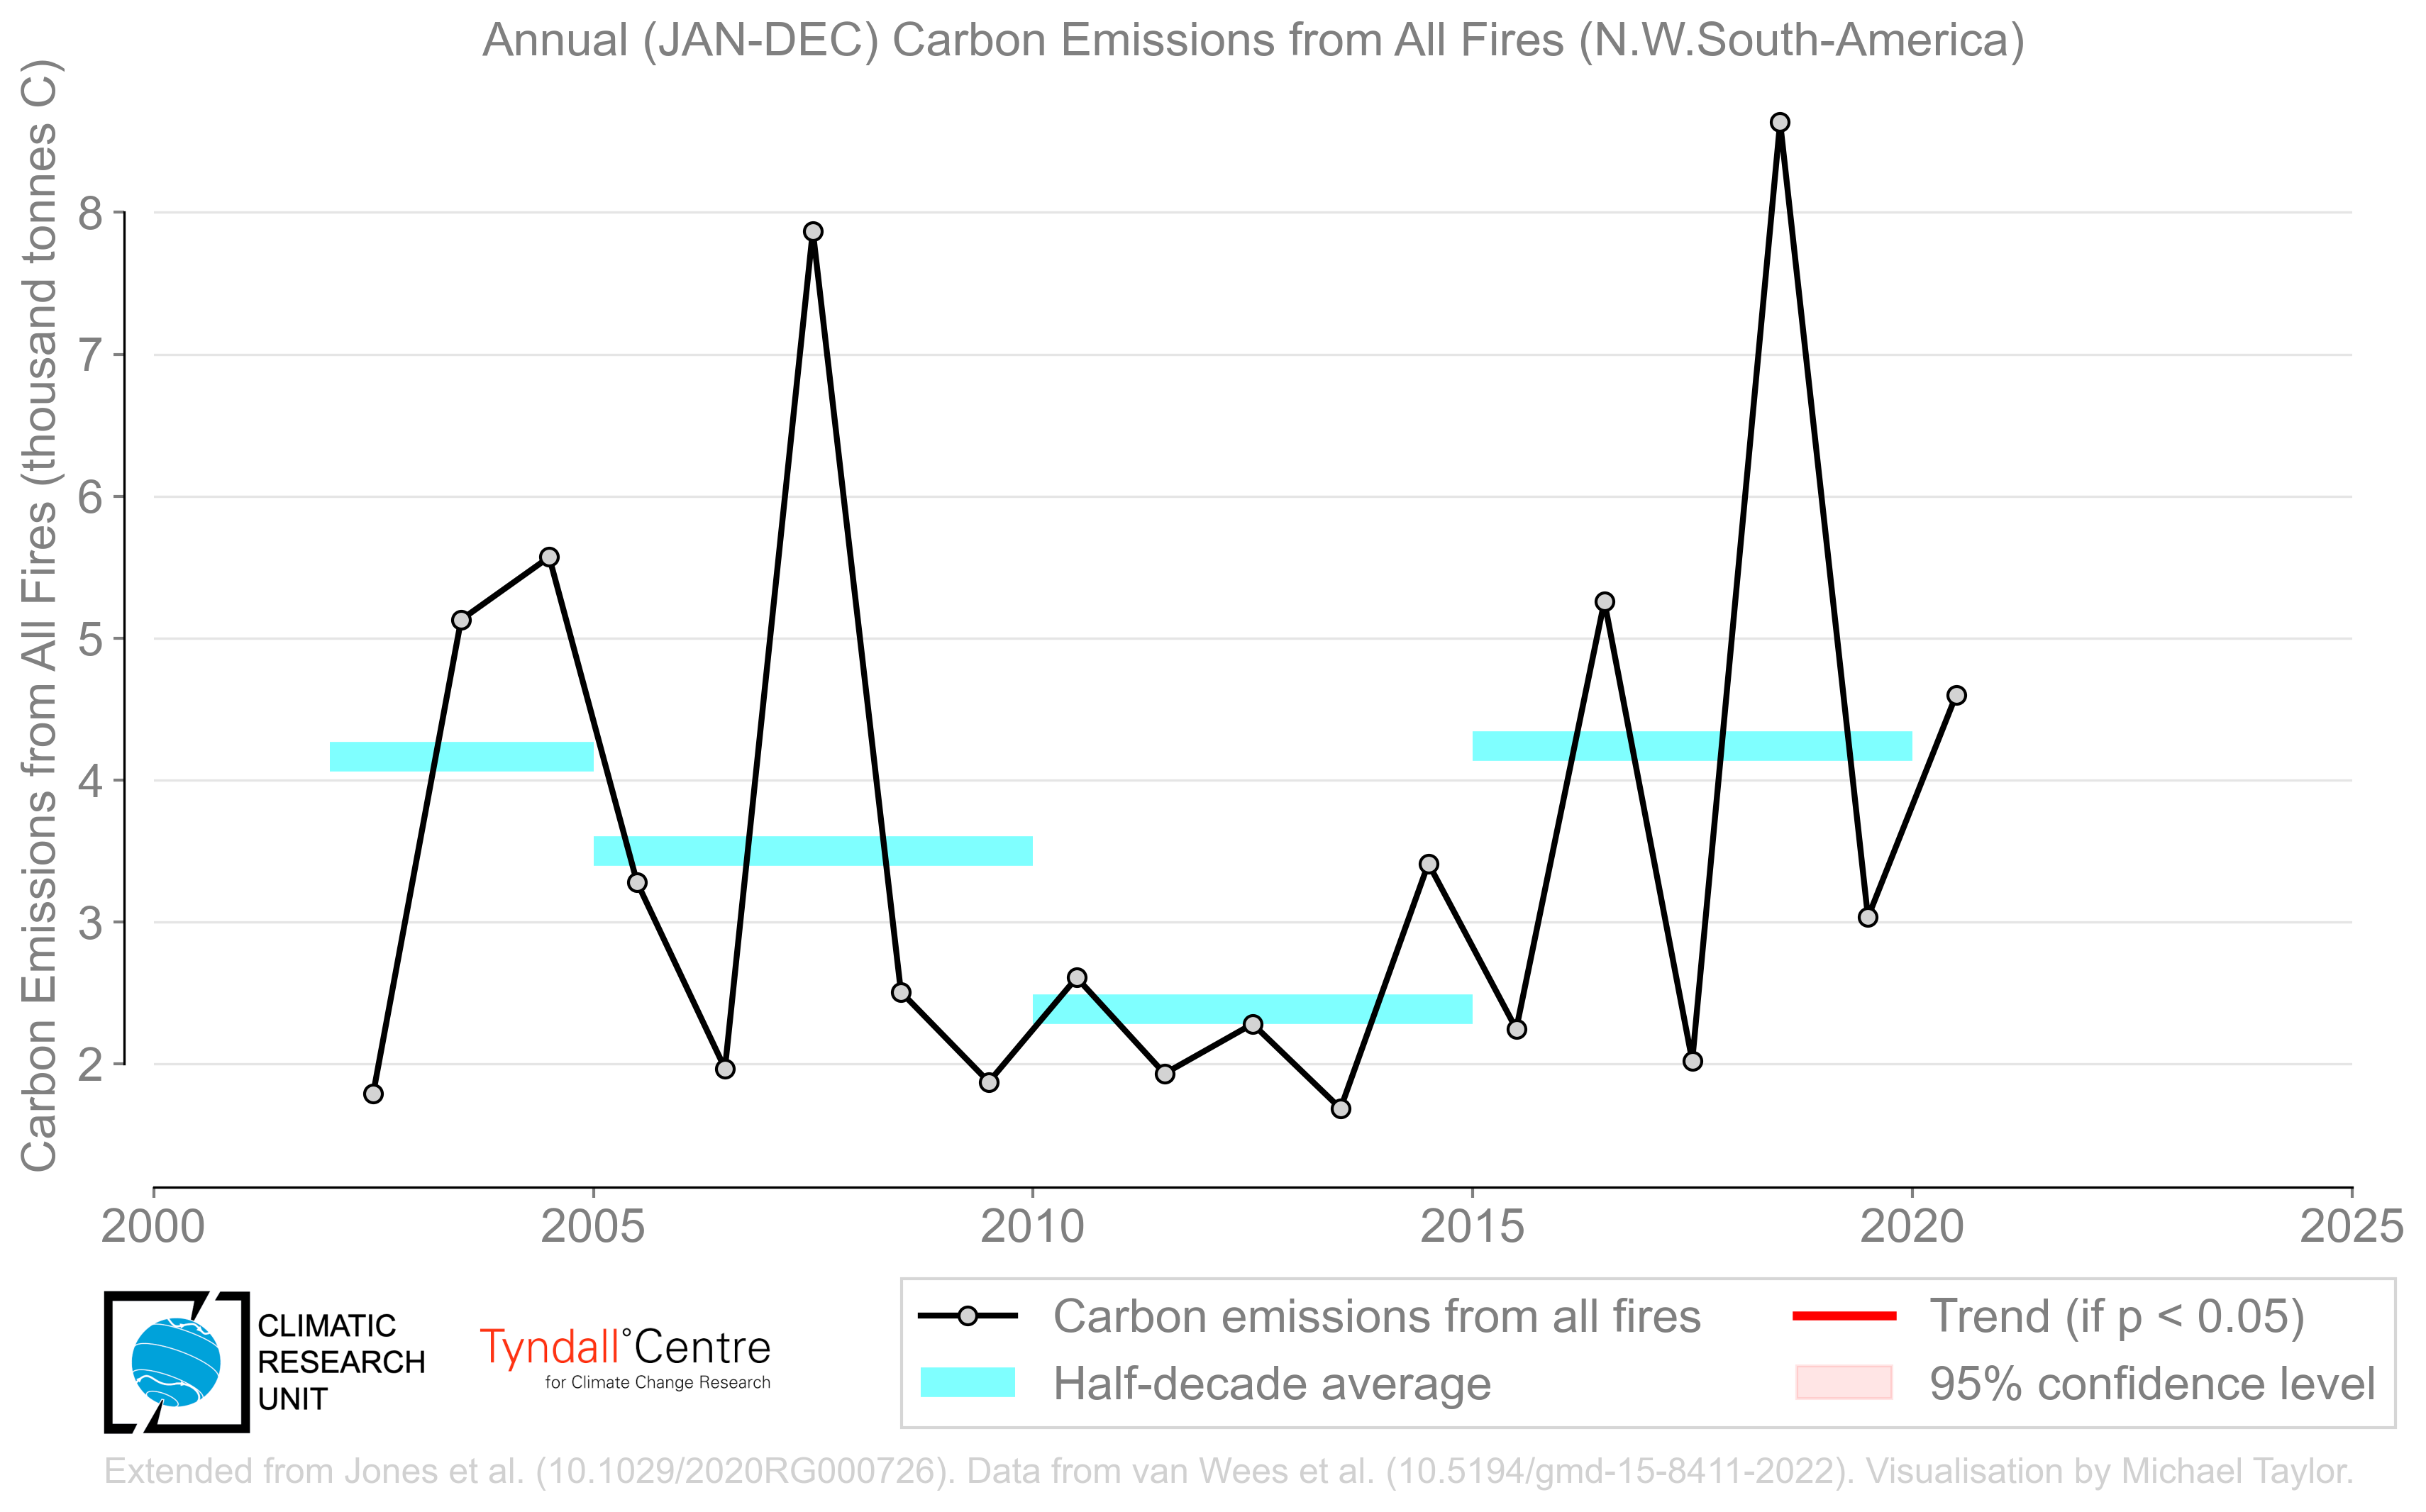 Annual (JAN-DEC) Carbon Emissions from All Fires (N.W.South-America)
Carbon Emissions from All Fires (thousand tonnes C)
8
7
6
5
4
3
2
2000 2005 2010 2015 2020 2025
CLIMATIC
RESEARCH
UNIT
Tyndall°Centre
for Climate Change Research
Carbon emissions from all fires
Half-decade average
Trend (if p < 0.05)
95% confidence level
Extended from Jones et al. (10.1029/2020RG000726). Data from van Wees et al. (10.5194/gmd-15-8411-2022). Visualisation by Michael Taylor.